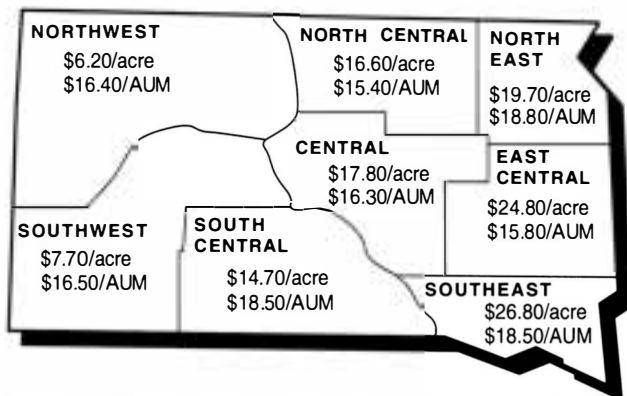 NORTHWEST
$6.20/acre
$16.40/AUM
NORTH CENTRAL
$16.60/acre
$15.40/AUM
NORTH
EAST
$19.70/acre
$18.80/AUM
CENTRAL
$17.80/acre
$16.30/AUM
EAST
CENTRAL
$24.80/acre
$15.80/AUM
SOUTHWEST
$7.70/acre
$16.50/AUM
SOUTH
CENTRAL
$14.70/acre
$18.50/AUM
SOUTHEAST
$26.80/acre
$18.50/AUM